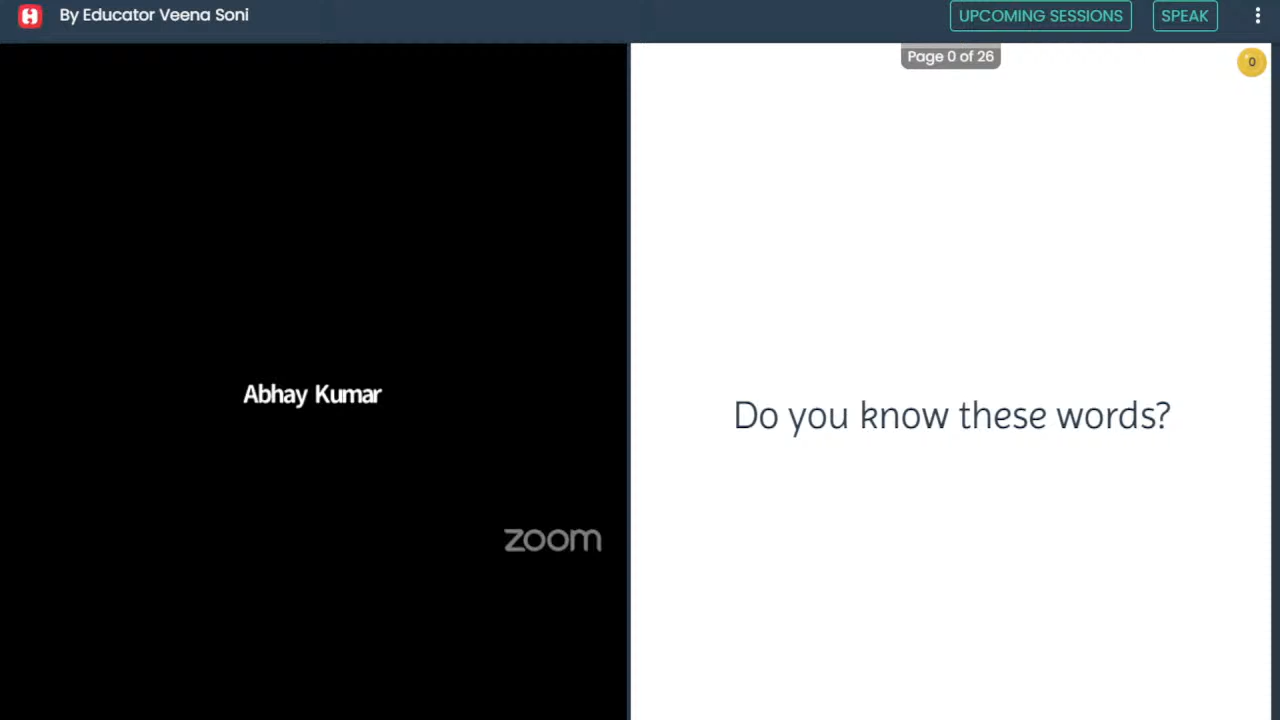 By Educator Veena Soni
UPCOMING SESSIONS
SPEAK
Page 0 of 26
0
Abhay Kumar
Do you know these words?
zoom